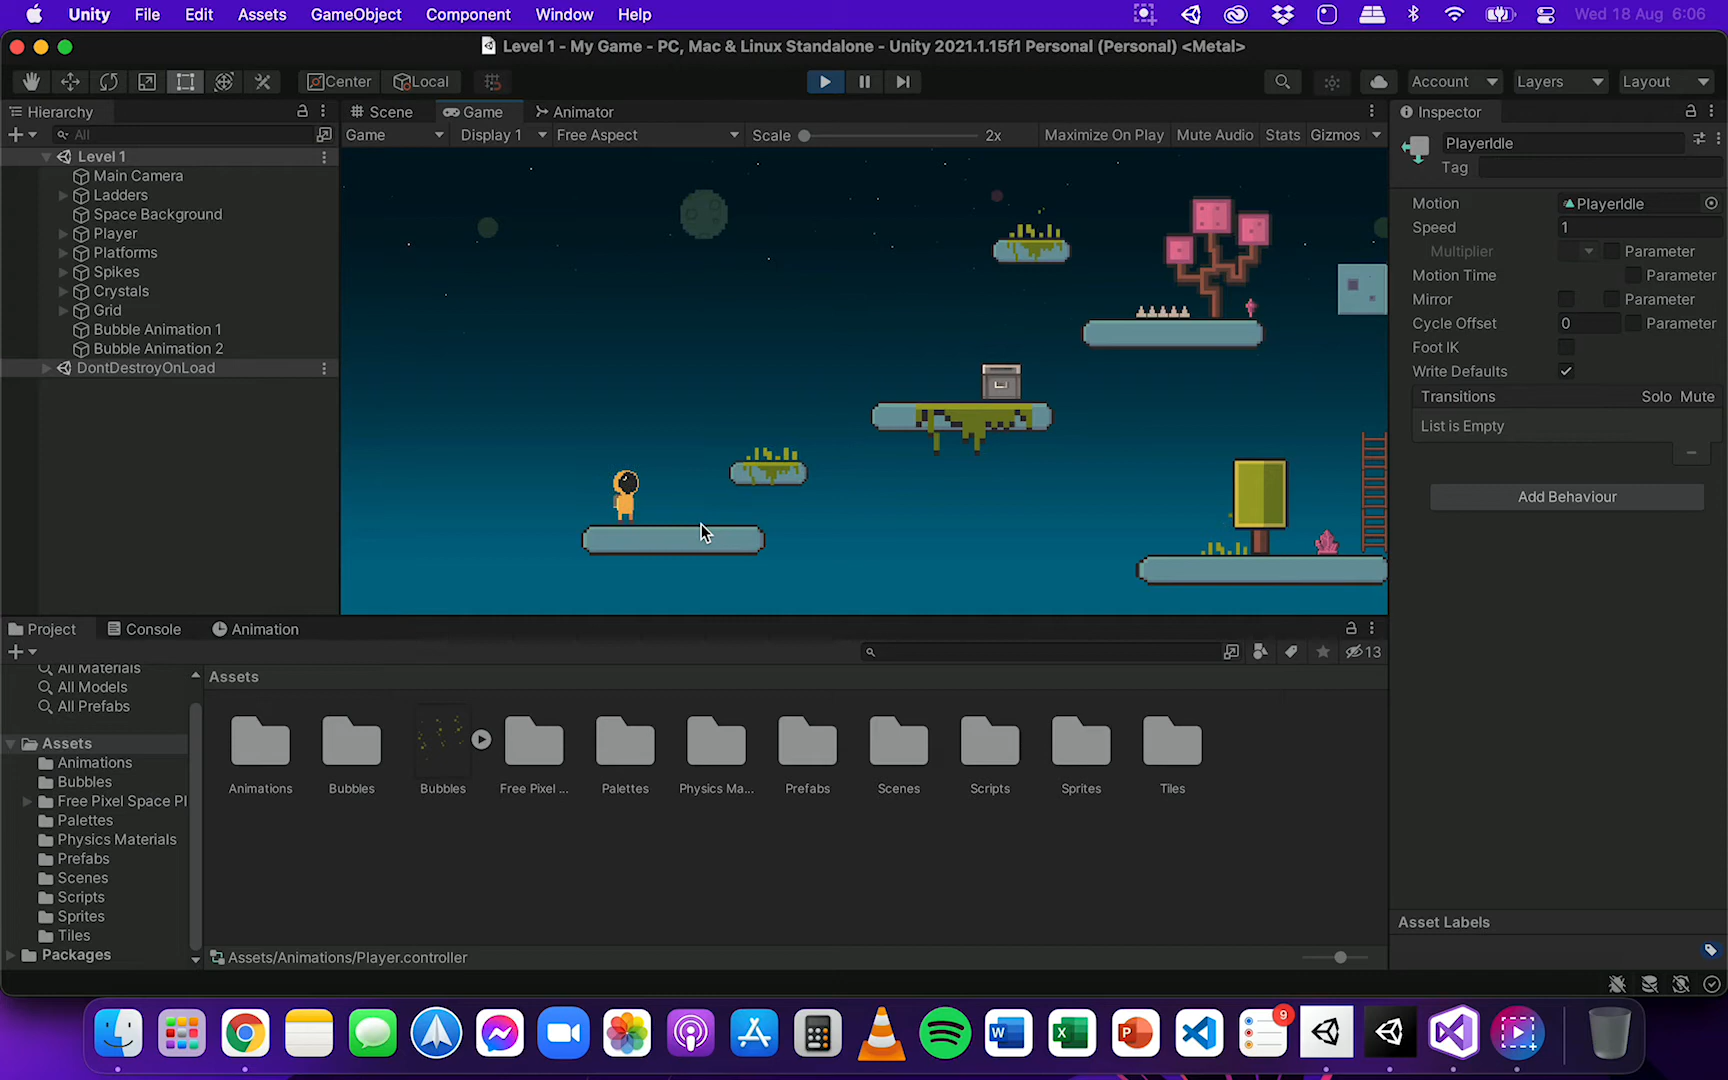 Unity File Edit Assets GameObject Component Window Help Wed 18 Aug 6:06
Level 1 - My Game - PC, Mac & Linux Standalone - Unity 2021.1.15f1 Personal (Personal) <Metal>
Center Local Account Layers Layout
Hierarchy Scene Game Animator Inspector
All Game Display 1 Free Aspect Scale 2x Maximize On Play Mute Audio Stats Gizmos
PlayerIdle
Tag
Level 1
Main Camera
Ladders
Space Background
Player
Platforms
Spikes
Crystals
Grid
Bubble Animation 1
Bubble Animation 2
DontDestroyOnLoad
Motion PlayerIdle
Speed 1
Multiplier Parameter
Motion Time Parameter
Mirror Parameter
Cycle Offset 0 Parameter
Foot IK
Write Defaults
Transitions Solo Mute
List is Empty
Add Behaviour
Project Console Animation
13
All Materials
All Models
All Prefabs
Assets
Animations
Bubbles
Free Pixel Space Pl
Palettes
Physics Materials
Prefabs
Scenes
Scripts
Sprites
Tiles
Packages
Assets
Animations Bubbles Bubbles Free Pixel ... Palettes Physics Ma... Prefabs Scenes Scripts Sprites Tiles
Assets/Animations/Player.controller
Asset Labels
9
W X P